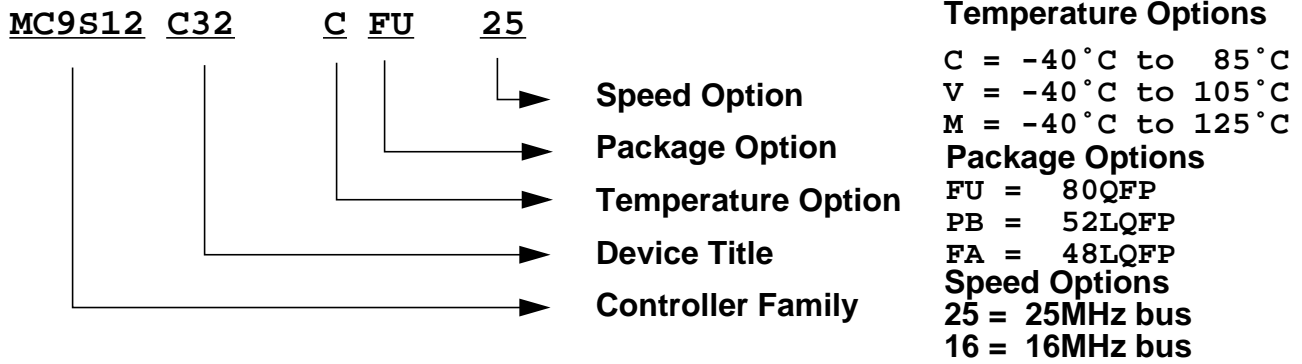 MC9S12 C32 C FU 25
Speed Option
Package Option
Temperature Option
Device Title
Controller Family
Temperature Options
C = -40˚C to 85˚C
V = -40˚C to 105˚C
M = -40˚C to 125˚C
Package Options
FU = 80QFP
PB = 52LQFP
FA = 48LQFP
Speed Options
25 = 25MHz bus
16 = 16MHz bus